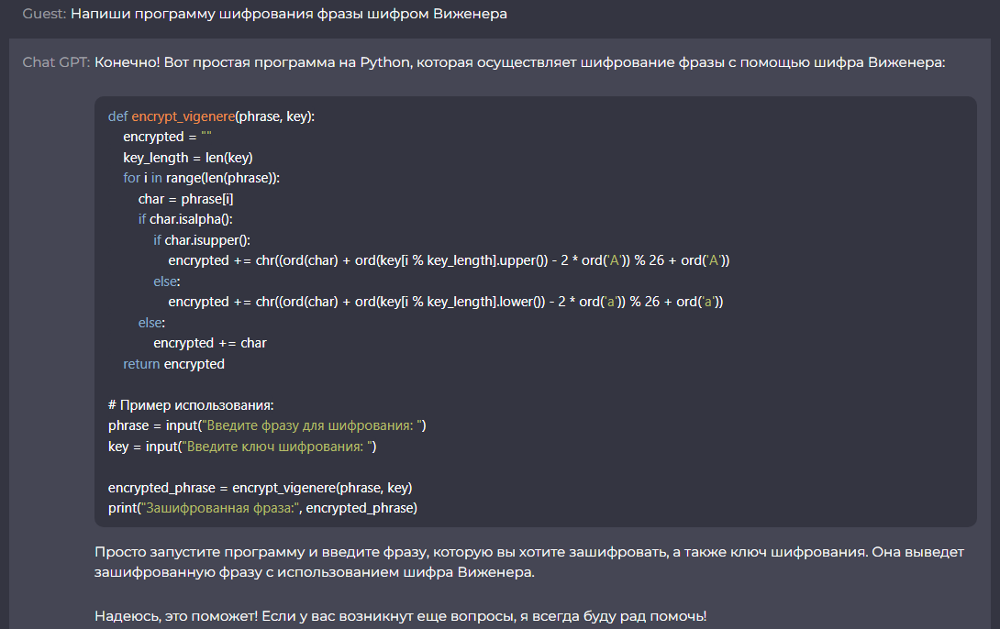 Guest: Напиши программу шифрования фразы шифром Виженера
Chat GPT: Конечно! Вот простая программа на Python, которая осуществляет шифрование фразы с помощью шифра Виженера:
def encrypt_vigenere(phrase, key):
    encrypted = ""
    key_length = len(key)
    for i in range(len(phrase)):
        char = phrase[i]
        if char.isalpha():
            if char.isupper():
                encrypted += chr((ord(char) + ord(key[i % key_length].upper()) - 2 * ord('A')) % 26 + ord('A'))
            else:
                encrypted += chr((ord(char) + ord(key[i % key_length].lower()) - 2 * ord('a')) % 26 + ord('a'))
        else:
            encrypted += char
    return encrypted
# Пример использования:
phrase = input("Введите фразу для шифрования: ")
key = input("Введите ключ шифрования: ")
encrypted_phrase = encrypt_vigenere(phrase, key)
print("Зашифрованная фраза:", encrypted_phrase)
Просто запустите программу и введите фразу, которую вы хотите зашифровать, а также ключ шифрования. Она выведет
зашифрованную фразу с использованием шифра Виженера.
Надеюсь, это поможет! Если у вас возникнут еще вопросы, я всегда буду рад помочь!